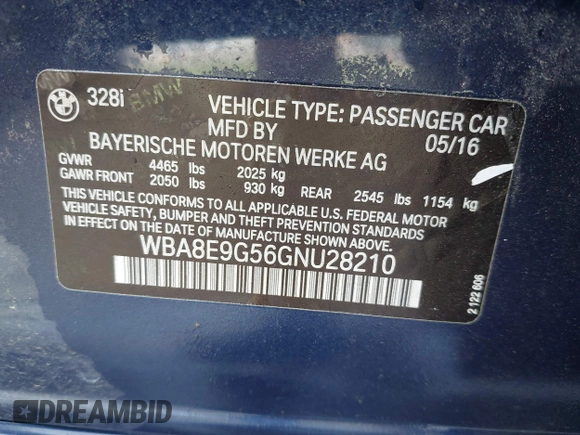 328i
VEHICLE TYPE: PASSENGER CAR
MFD BY 05/16
BAYERISCHE MOTOREN WERKE AG
GVWR 4465 lbs 2025 kg
GAWR FRONT 2050 lbs 930 kg REAR 2545 lbs 1154 kg
THIS VEHICLE CONFORMS TO ALL APPLICABLE U.S. FEDERAL MOTOR
VEHICLE SAFETY, BUMPER AND THEFT PREVENTION STANDARDS
IN EFFECT ON THE DATE OF MANUFACTURE SHOWN ABOVE.
WBA8E9G56GNU28210
2 122 606
BMW
DREAMBID